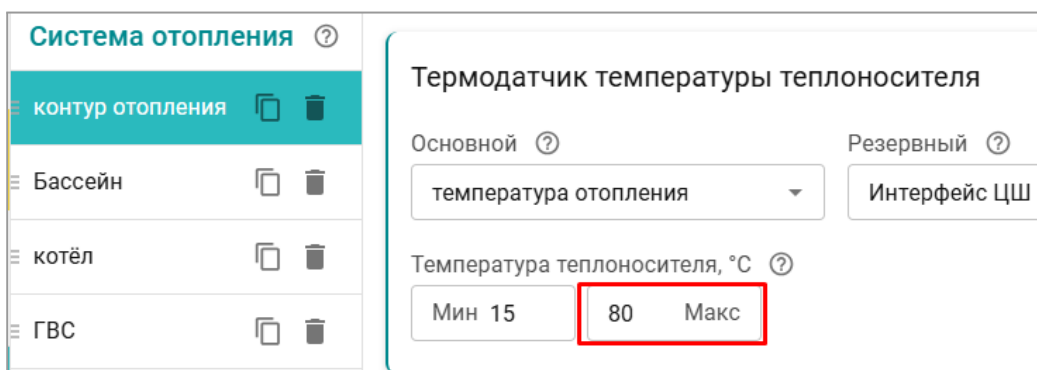 Система отопления
контур отопления
Бассейн
котёл
ГВС
Термодатчик температуры теплоносителя
Основной Резервный
температура отопления Интерфейс ЦШ
Температура теплоносителя, °C
Мин 15 80 Макс